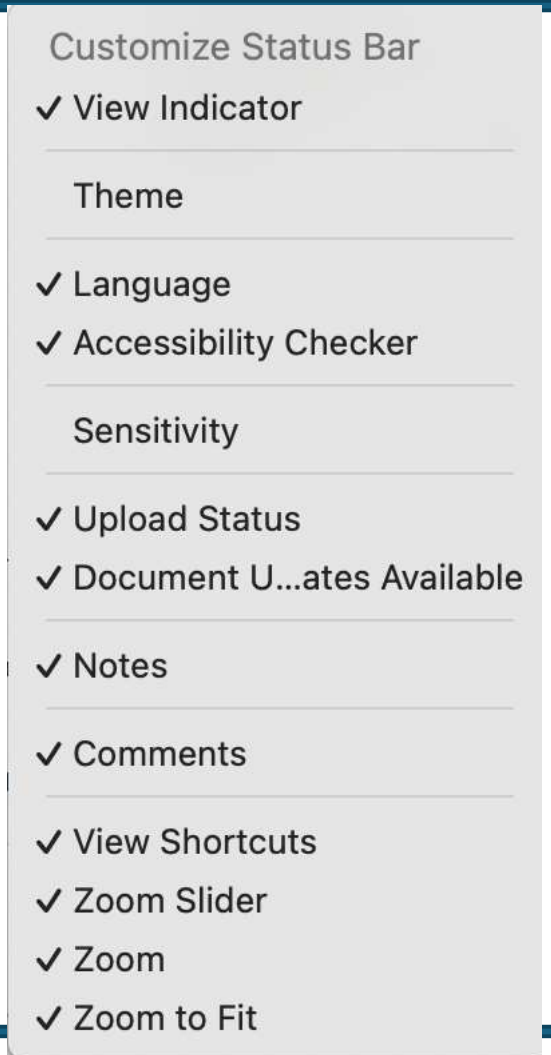 Customize Status Bar
✓ View Indicator
Theme
✓ Language
✓ Accessibility Checker
Sensitivity
✓ Upload Status
✓ Document U...ates Available
✓ Notes
✓ Comments
✓ View Shortcuts
✓ Zoom Slider
✓ Zoom
✓ Zoom to Fit